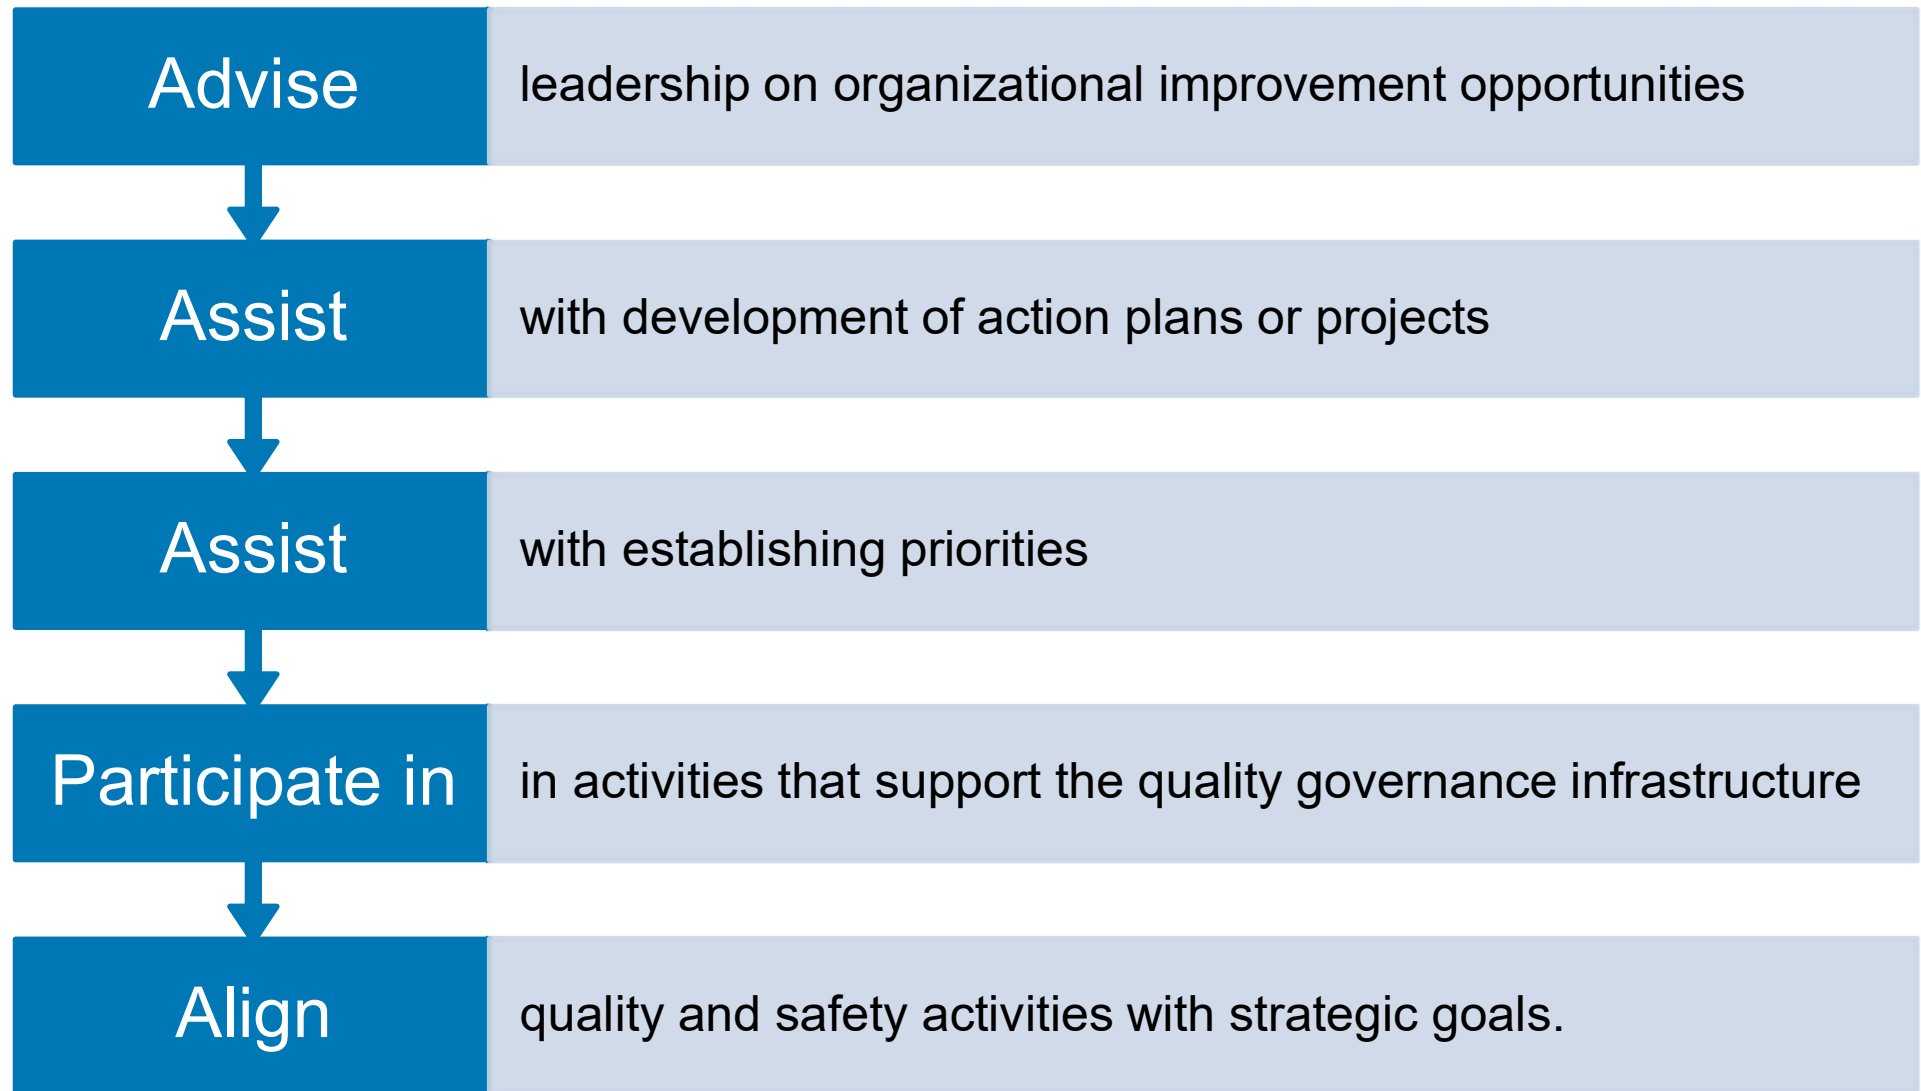 Advise
leadership on organizational improvement opportunities
Assist
with development of action plans or projects
Assist
with establishing priorities
Participate in
in activities that support the quality governance infrastructure
Align
quality and safety activities with strategic goals.